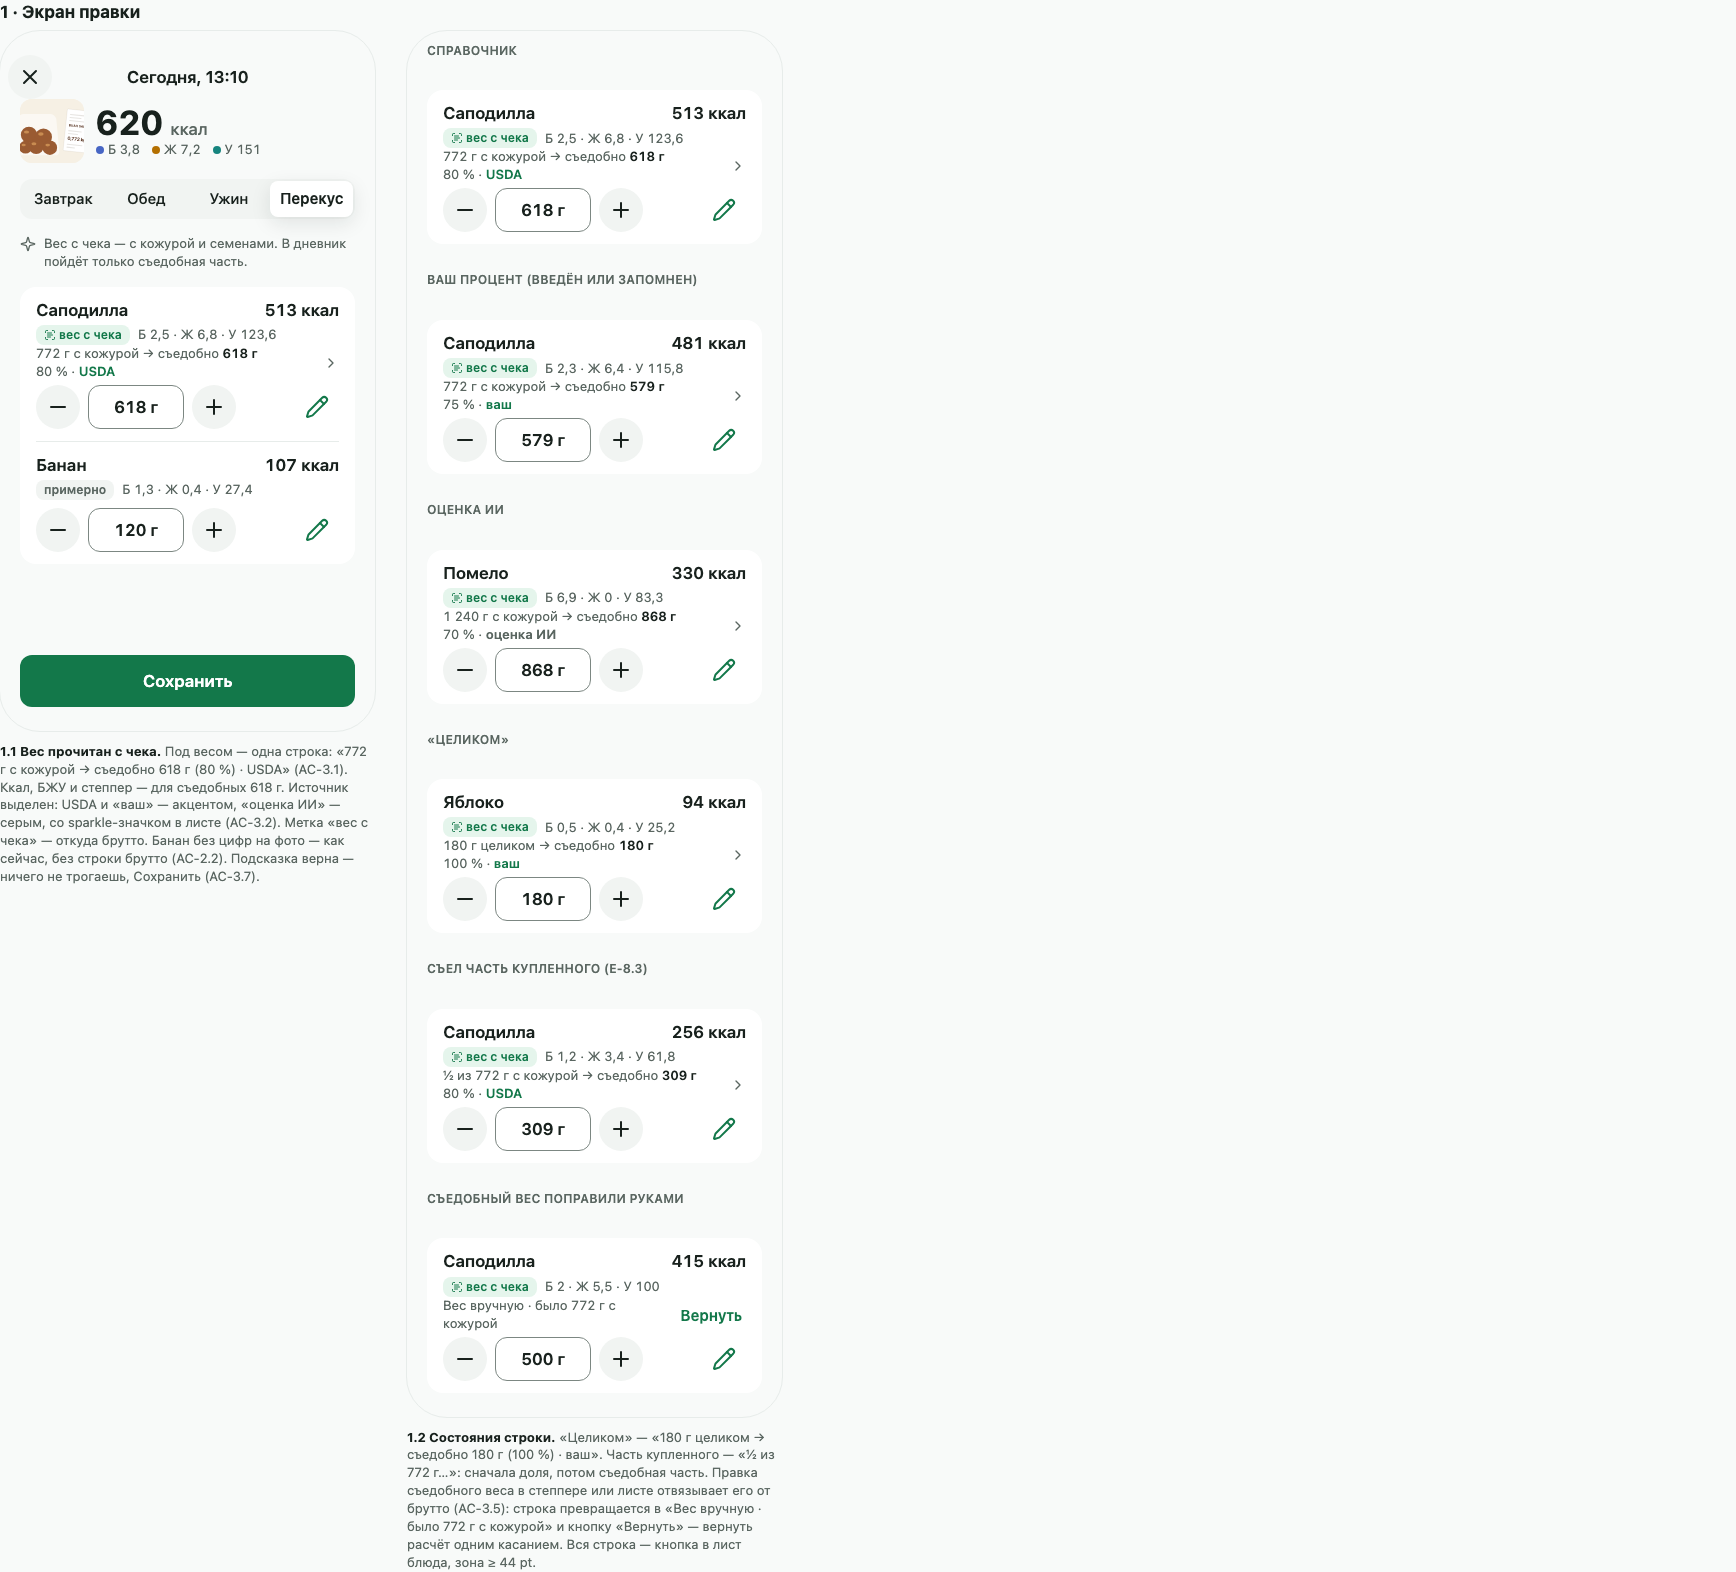 1 · Экран правки
Сегодня, 13:10
620 ккал
Б 3,8 Ж 7,2 У 151
Завтрак Обед Ужин Перекус
Вес с чека — с кожурой и семенами. В дневник
пойдёт только съедобная часть.
Саподилла 513 ккал
вес с чека Б 2,5 · Ж 6,8 · У 123,6
772 г с кожурой → съедобно 618 г
80 % · USDA
618 г
Банан 107 ккал
примерно Б 1,3 · Ж 0,4 · У 27,4
120 г
Сохранить
1.1 Вес прочитан с чека. Под весом — одна строка: «772
г с кожурой → съедобно 618 г (80 %) · USDA» (AC-3.1).
Ккал, БЖУ и степпер — для съедобных 618 г. Источник
выделен: USDA и «ваш» — акцентом, «оценка ИИ» —
серым, со sparkle-значком в листе (AC-3.2). Метка «вес с
чека» — откуда брутто. Банан без цифр на фото — как
сейчас, без строки брутто (AC-2.2). Подсказка верна —
ничего не трогаешь, Сохранить (AC-3.7).
СПРАВОЧНИК
Саподилла 513 ккал
вес с чека Б 2,5 · Ж 6,8 · У 123,6
772 г с кожурой → съедобно 618 г
80 % · USDA
618 г
ВАШ ПРОЦЕНТ (ВВЕДЁН ИЛИ ЗАПОМНЕН)
Саподилла 481 ккал
вес с чека Б 2,3 · Ж 6,4 · У 115,8
772 г с кожурой → съедобно 579 г
75 % · ваш
579 г
ОЦЕНКА ИИ
Помело 330 ккал
вес с чека Б 6,9 · Ж 0 · У 83,3
1 240 г с кожурой → съедобно 868 г
70 % · оценка ИИ
868 г
«ЦЕЛИКОМ»
Яблоко 94 ккал
вес с чека Б 0,5 · Ж 0,4 · У 25,2
180 г целиком → съедобно 180 г
100 % · ваш
180 г
СЪЕЛ ЧАСТЬ КУПЛЕННОГО (E-8.3)
Саподилла 256 ккал
вес с чека Б 1,2 · Ж 3,4 · У 61,8
½ из 772 г с кожурой → съедобно 309 г
80 % · USDA
309 г
СЪЕДОБНЫЙ ВЕС ПОПРАВИЛИ РУКАМИ
Саподилла 415 ккал
вес с чека Б 2 · Ж 5,5 · У 100
Вес вручную · было 772 г с
кожурой
Вернуть
500 г
1.2 Состояния строки. «Целиком» — «180 г целиком →
съедобно 180 г (100 %) · ваш». Часть купленного — «½ из
772 г…»: сначала доля, потом съедобная часть. Правка
съедобного веса в степпере или листе отвязывает его от
брутто (AC-3.5): строка превращается в «Вес вручную ·
было 772 г с кожурой» и кнопку «Вернуть» — вернуть
расчёт одним касанием. Вся строка — кнопка в лист
блюда, зона ≥ 44 pt.